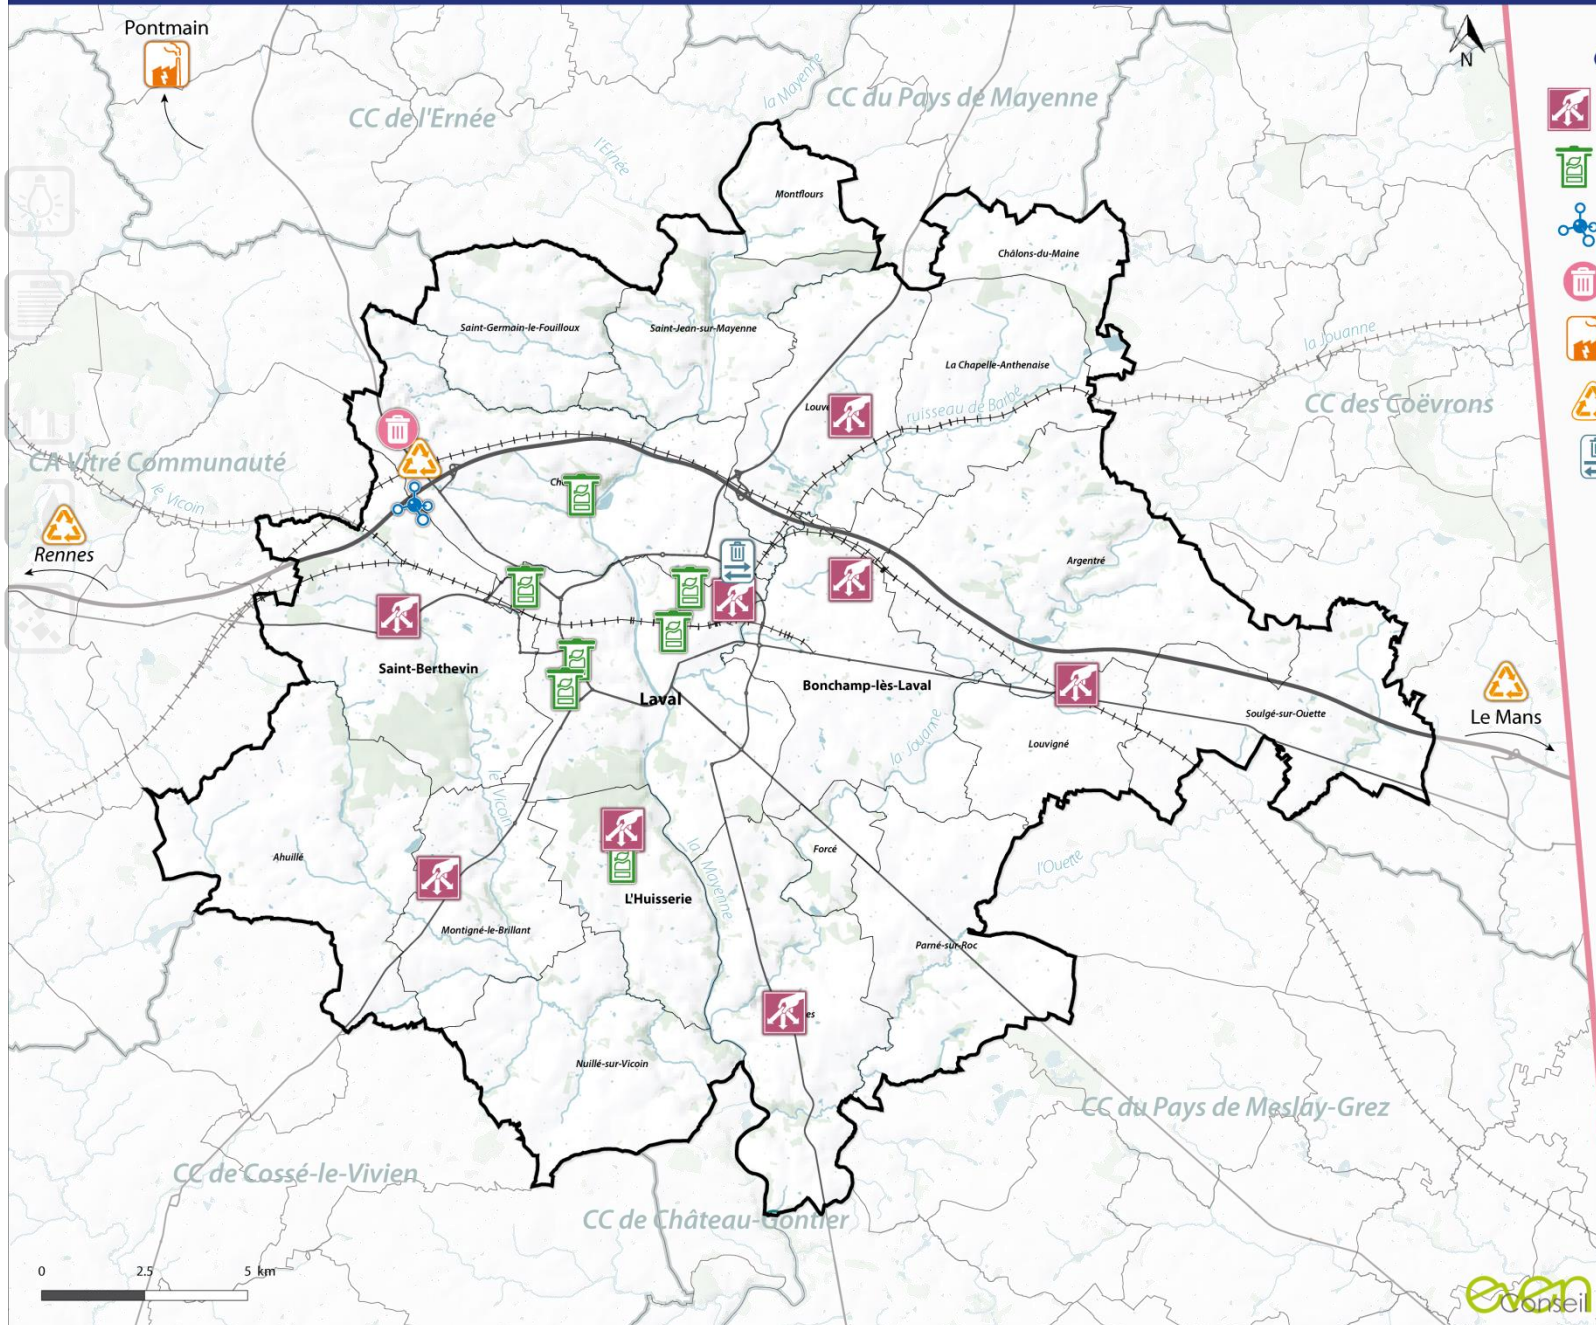 Pontmain
N
CC de l'Ernée
la Mayenne
CC du Pays de Mayenne
l'Ernée
Montflours
Châlons-du-Maine
Saint-Germain-le-Fouilloux
Saint-Jean-sur-Mayenne
la Jouanne
La Chapelle-Anthenaise
ruisseau de Barbé
CC des Coëvrons
CA Vitré Communauté
le Vicoin
Rennes
Argentré
Saint-Berthevin
Laval
Bonchamp-lès-Laval
Soulgé-sur-Ouette
Le Mans
la Jouanne
Louvigné
le Vicoin
Ahuillé
la Mayenne
Forcé
l'Ouette
L'Huisserie
Montigné-le-Brillant
Parné-sur-Roc
es
Nuillé-sur-Vicoin
CC du Pays de Meslay-Grez
CC de Cossé-le-Vivien
CC de Château-Gontier
0 2.5 5 km
even
Conseil